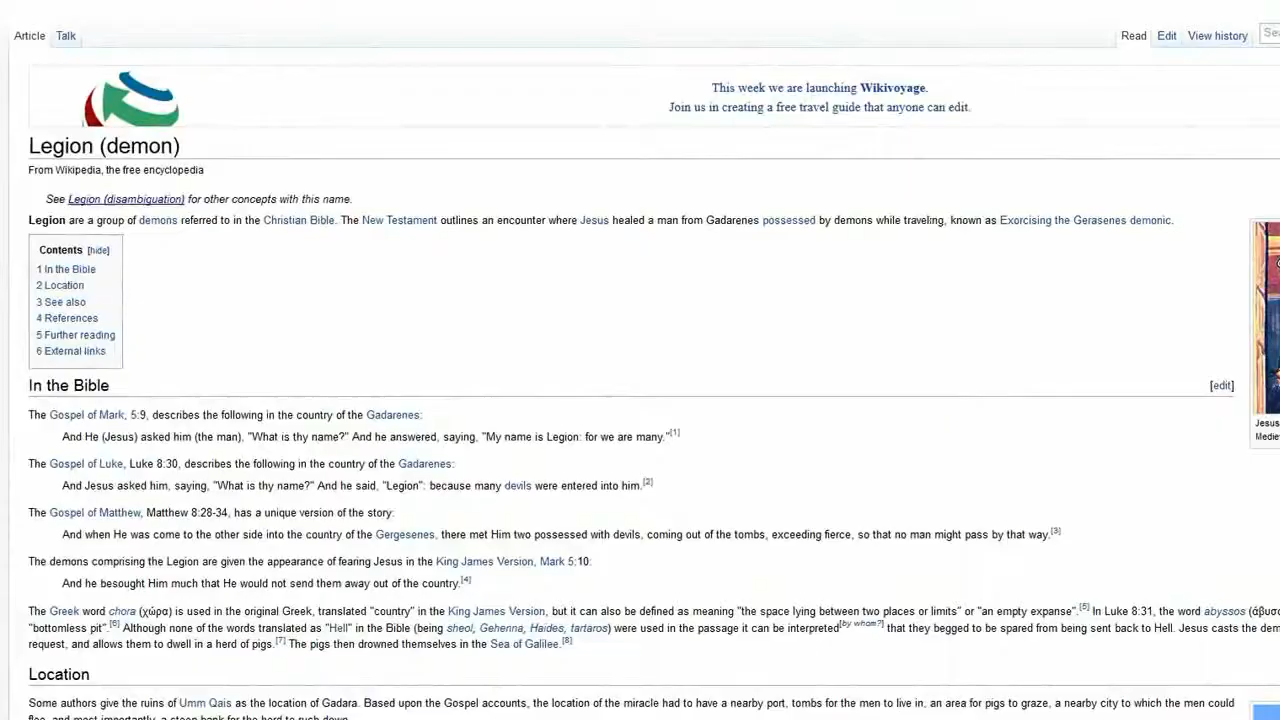 Article Talk Read Edit View history
This week we are launching Wikivoyage.
Join us in creating a free travel guide that anyone can edit.
Legion (demon)
From Wikipedia, the free encyclopedia
See Legion (disambiguation) for other concepts with this name.
Legion are a group of demons referred to in the Christian Bible. The New Testament outlines an encounter where Jesus healed a man from Gadarenes possessed by demons while traveling, known as Exorcising the Gerasenes demonic.
Contents [hide]
1 In the Bible
2 Location
3 See also
4 References
5 Further reading
6 External links
In the Bible [edit]
The Gospel of Mark, 5:9, describes the following in the country of the Gadarenes:
And He (Jesus) asked him (the man), "What is thy name?" And he answered, saying, "My name is Legion: for we are many."[1]
The Gospel of Luke, Luke 8:30, describes the following in the country of the Gadarenes:
And Jesus asked him, saying, "What is thy name?" And he said, "Legion": because many devils were entered into him.[2]
The Gospel of Matthew, Matthew 8:28-34, has a unique version of the story:
And when He was come to the other side into the country of the Gergesenes, there met Him two possessed with devils, coming out of the tombs, exceeding fierce, so that no man might pass by that way.[3]
The demons comprising the Legion are given the appearance of fearing Jesus in the King James Version, Mark 5:10:
And he besought Him much that He would not send them away out of the country.[4]
The Greek word chora (χώρα) is used in the original Greek, translated "country" in the King James Version, but it can also be defined as meaning "the space lying between two places or limits" or "an empty expanse".[5] In Luke 8:31, the word abyssos
"bottomless pit".[6] Although none of the words translated as "Hell" in the Bible (being sheol, Gehenna, Haides, tartaros) were used in the passage it can be interpreted[by whom?] that they begged to be spared from being sent back to Hell. Jesus casts the
request, and allows them to dwell in a herd of pigs.[7] The pigs then drowned themselves in the Sea of Galilee.[8]
Jesus
Location
Some authors give the ruins of Umm Qais as the location of Gadara. Based upon the Gospel accounts, the location of the miracle had to have a nearby port, tombs for the men to live in, an area for pigs to graze, a nearby city to which the men could